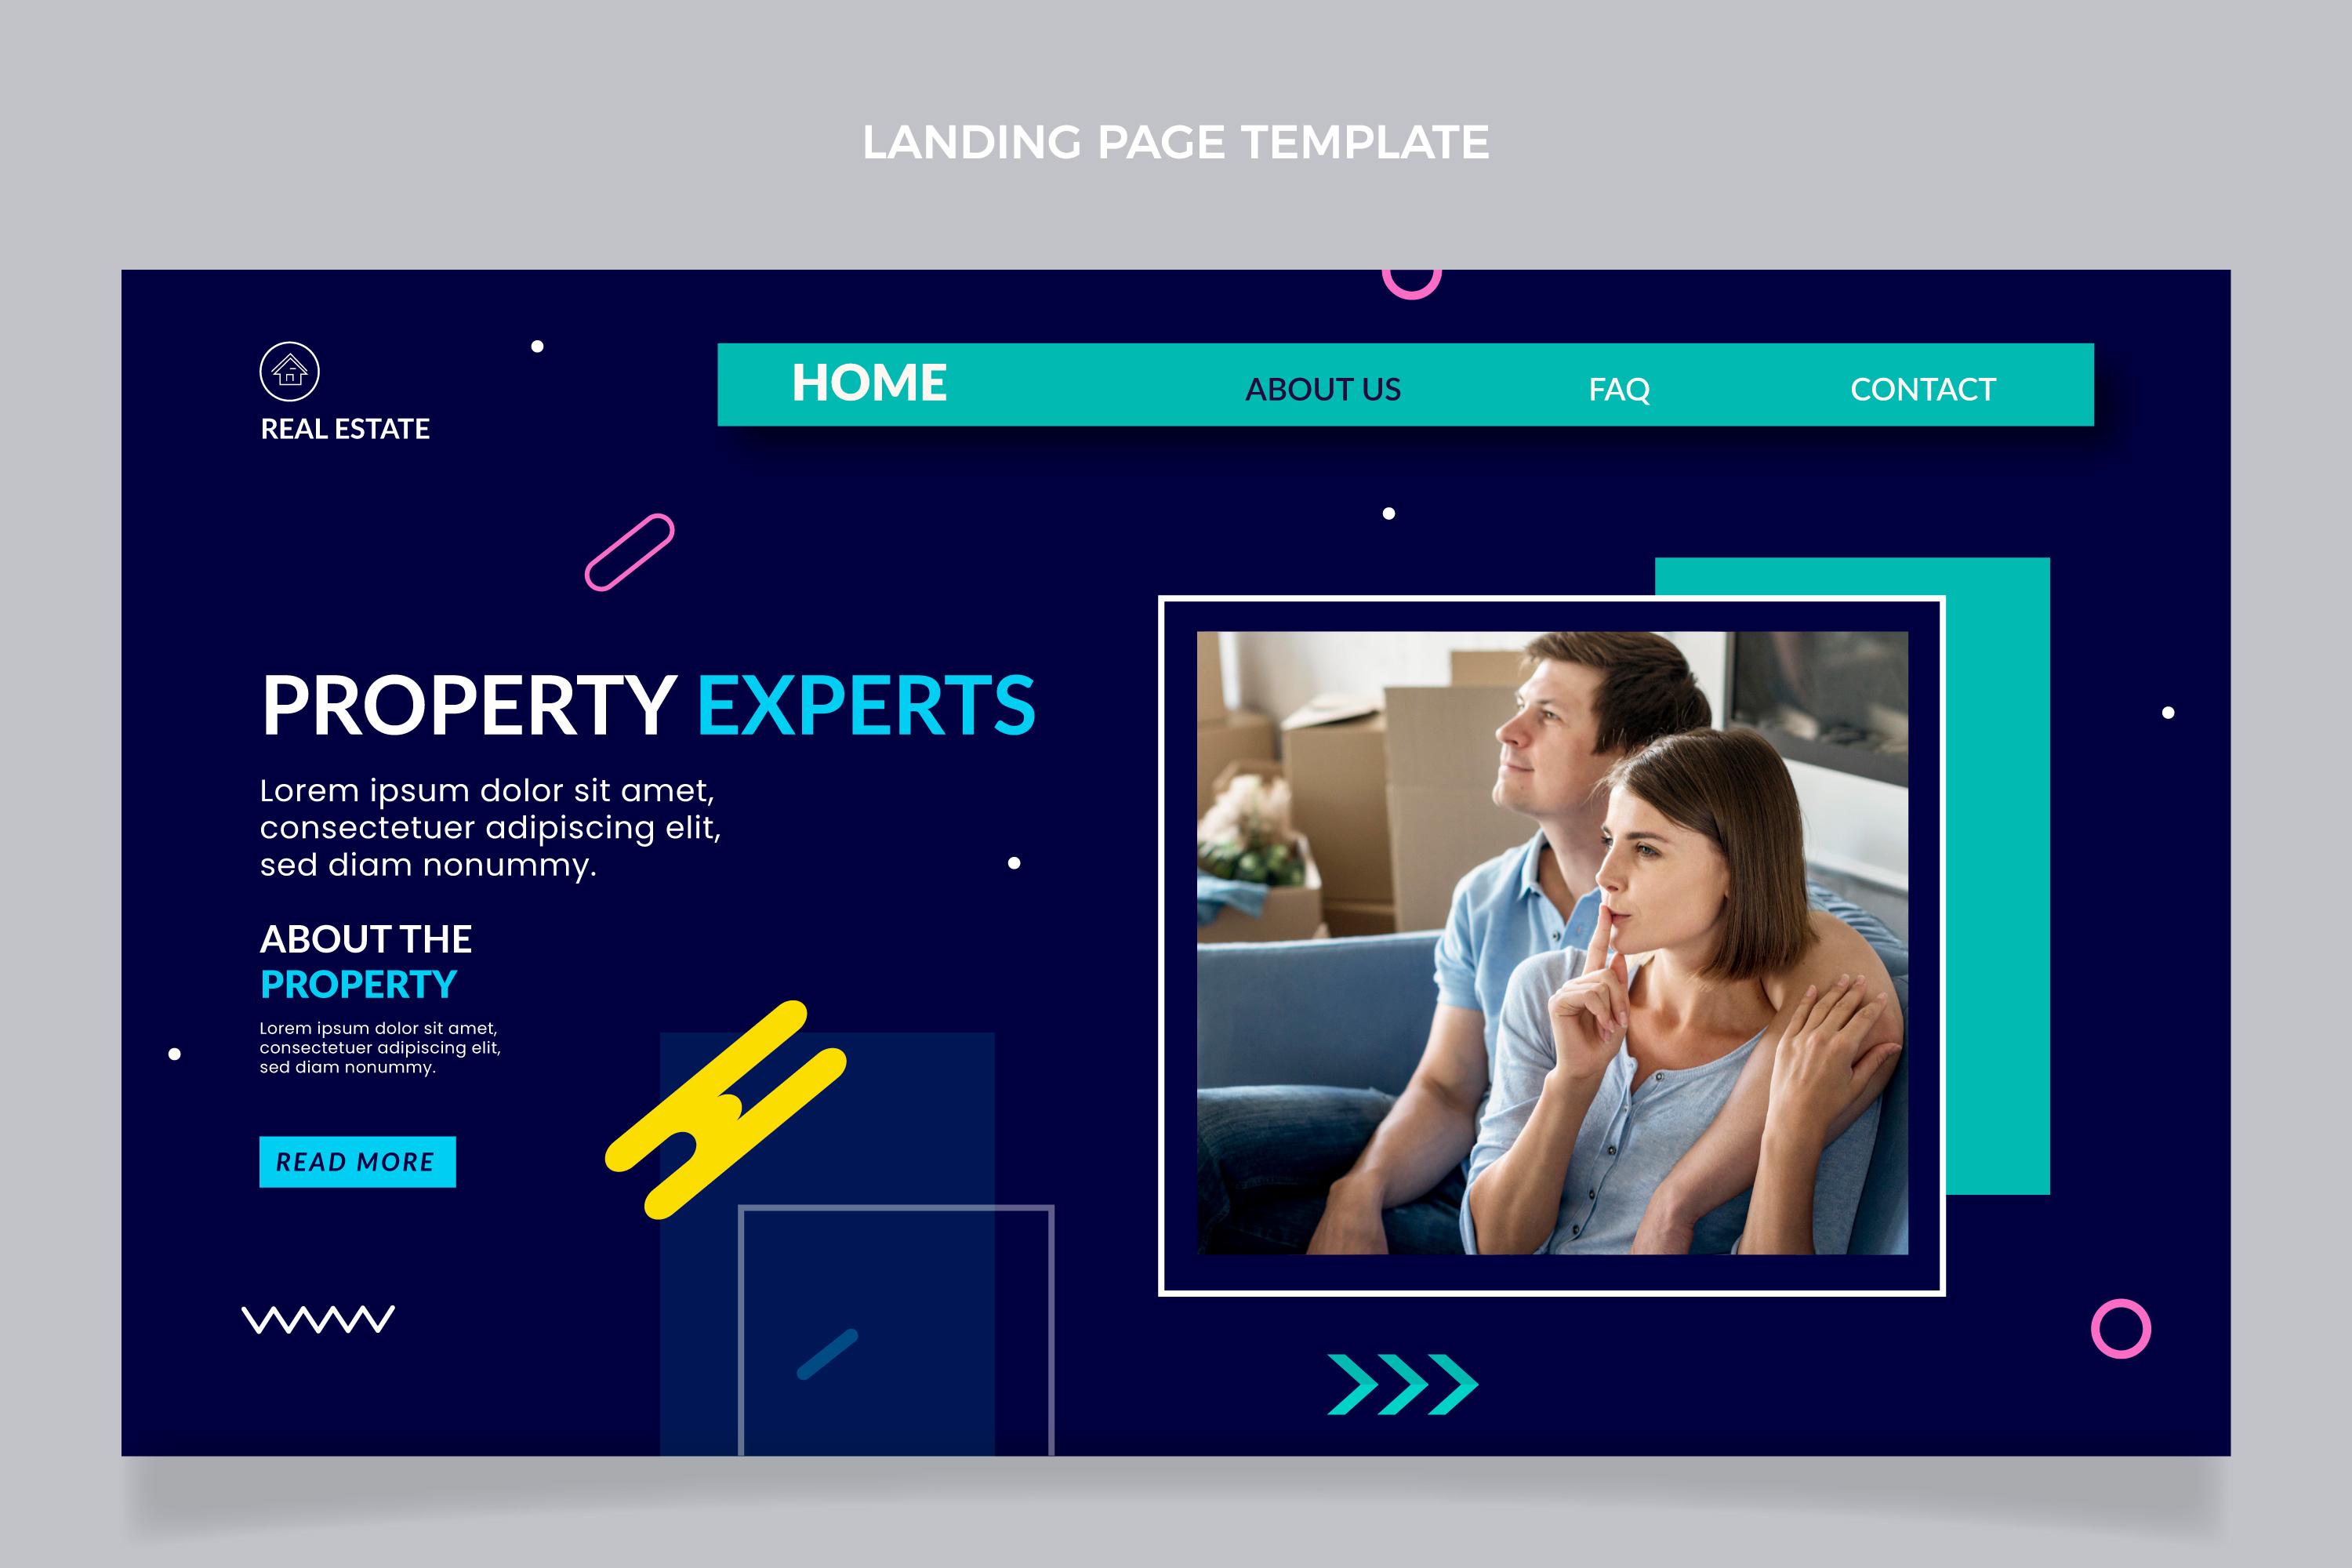 LANDING PAGE TEMPLATE
REAL ESTATE
HOME ABOUT US FAQ CONTACT
PROPERTY EXPERTS
Lorem ipsum dolor sit amet,
consectetuer adipiscing elit,
sed diam nonummy.
ABOUT THE
PROPERTY
Lorem ipsum dolor sit amet,
consectetuer adipiscing elit,
sed diam nonummy.
READ MORE